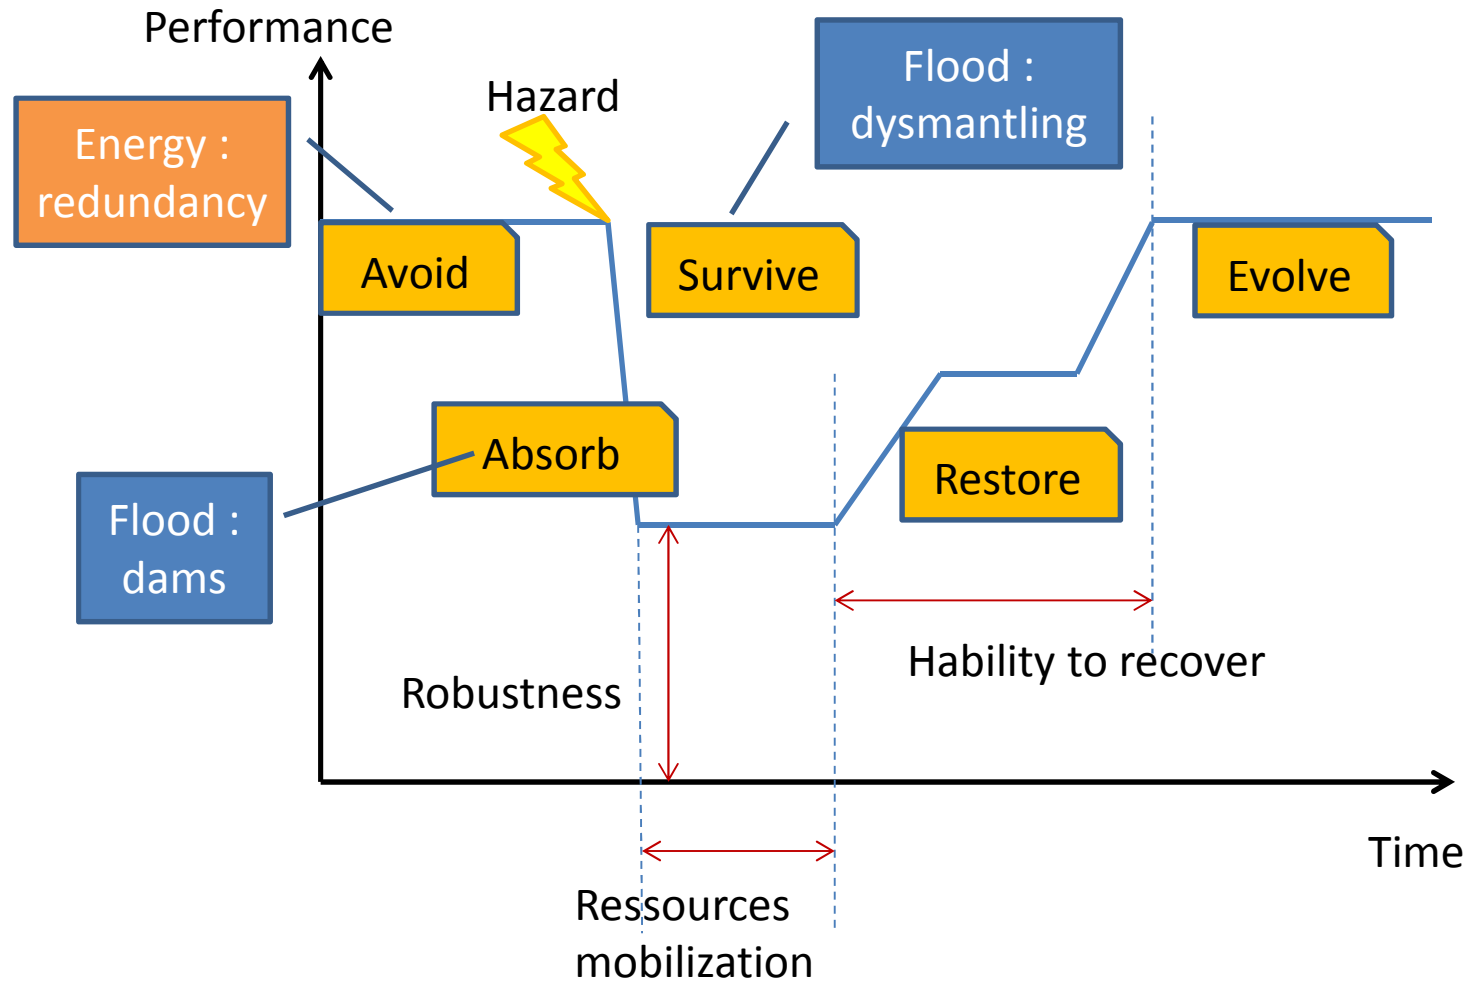 Performance
Hazard
Flood :
dysmantling
Energy :
redundancy
Avoid
Survive
Evolve
Absorb
Restore
Flood :
dams
Robustness
Hability to recover
Time
Ressources
mobilization